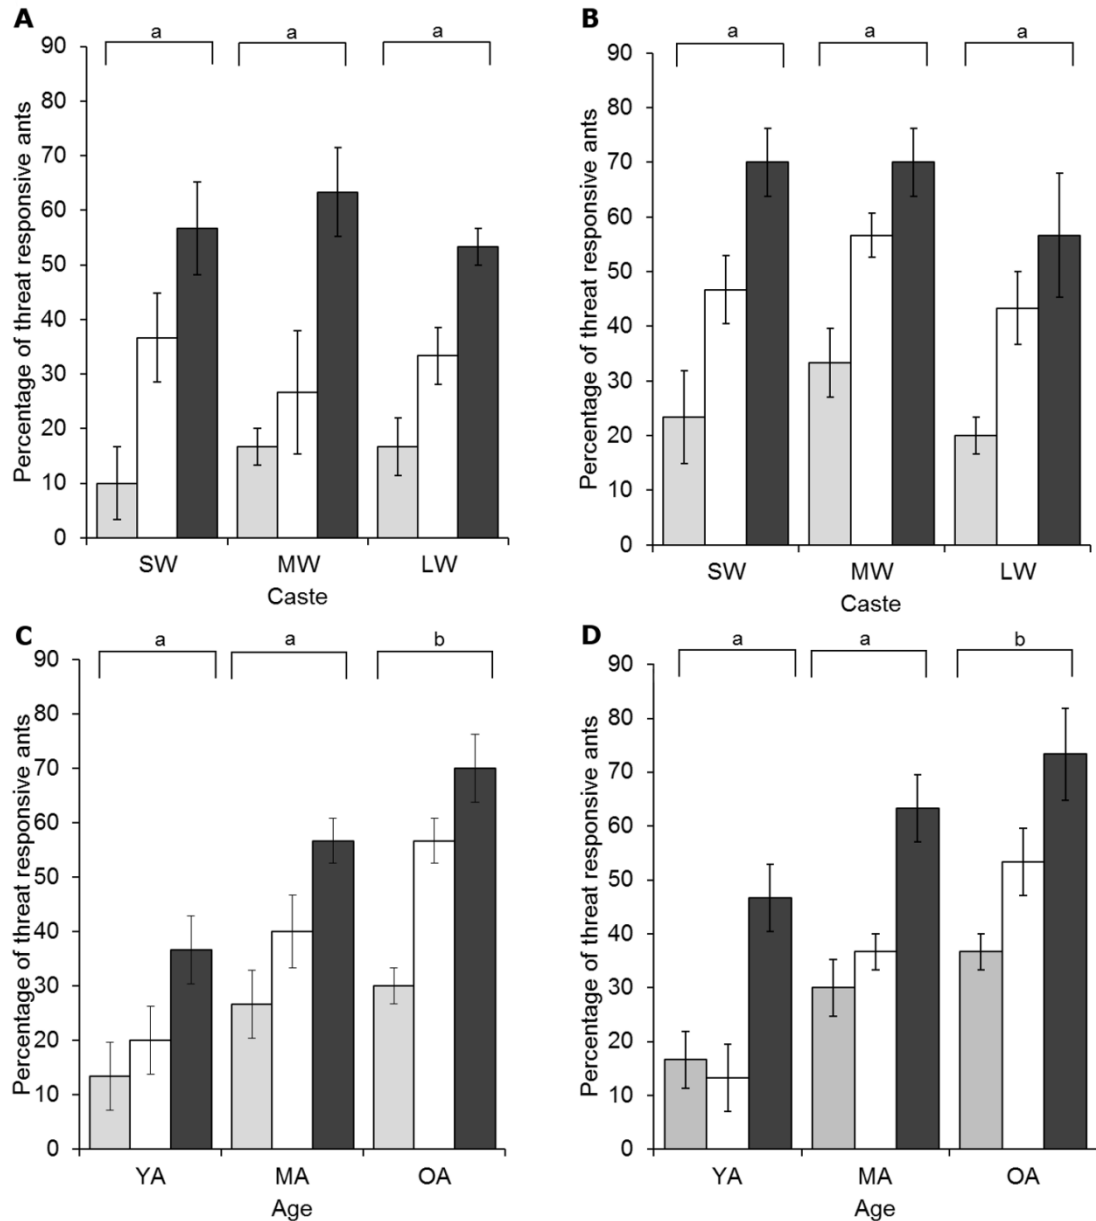 A
Percentage of threat responsive ants
90
80
70
60
50
40
30
20
10
0
a
a
a
SW
MW
LW
Caste
B
Percentage of threat responsive ants
90
80
70
60
50
40
30
20
10
0
a
a
a
SW
MW
LW
Caste
C
Percentage of threat responsive ants
90
80
70
60
50
40
30
20
10
0
a
a
b
YA
MA
OA
Age
D
Percentage of threat responsive ants
90
80
70
60
50
40
30
20
10
0
a
a
b
YA
MA
OA
Age